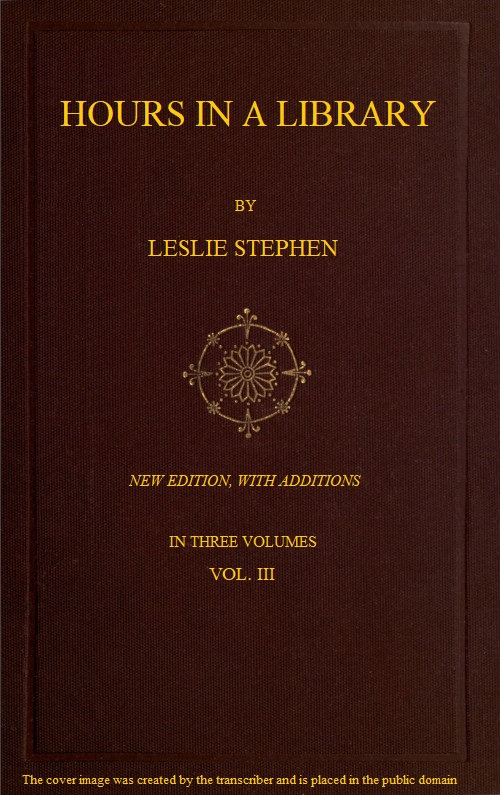 HOURS IN A LIBRARY
BY
LESLIE STEPHEN
NEW EDITION, WITH ADDITIONS
IN THREE VOLUMES
VOL. III
The cover image was created by the transcriber and is placed in the public domain